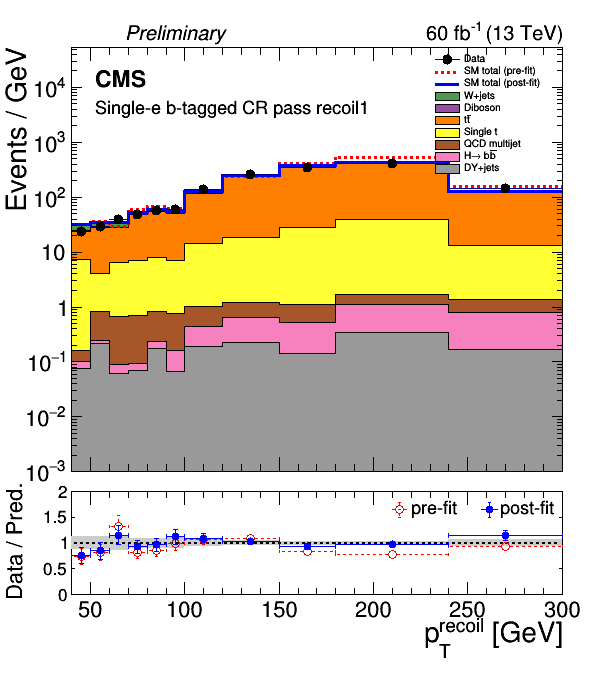 Preliminary 60 fb⁻¹ (13 TeV)
CMS
Single-e b-tagged CR pass recoil1
Data
SM total (pre-fit)
SM total (post-fit)
W+jets
Diboson
tt̅
Single t
QCD multijet
H→ bb̅
DY+jets
Events / GeV
10⁴
10³
10²
10
1
10⁻¹
10⁻²
10⁻³
pre-fit post-fit
Data / Pred.
2
1.5
1
0.5
0
50 100 150 200 250 300
p_T^recoil [GeV]